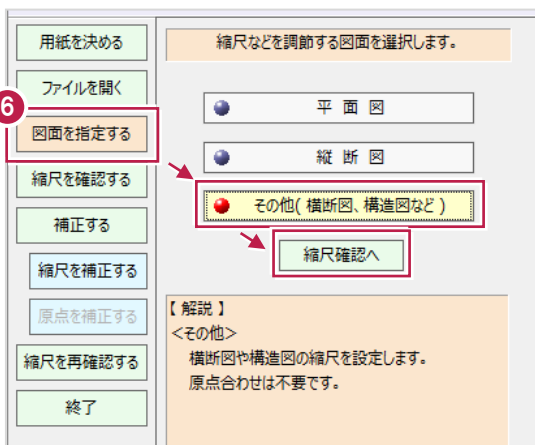 用紙を決める
ファイルを開く
6
図面を指定する
縮尺を確認する
補正する
縮尺を補正する
原点を補正する
縮尺を再確認する
終了
縮尺などを調節する図面を選択します。
平 面 図
縦 断 図
その他( 横断図、構造図など )
縮尺確認へ
【 解説 】
<その他>
横断図や構造図の縮尺を設定します。
原点合わせは不要です。